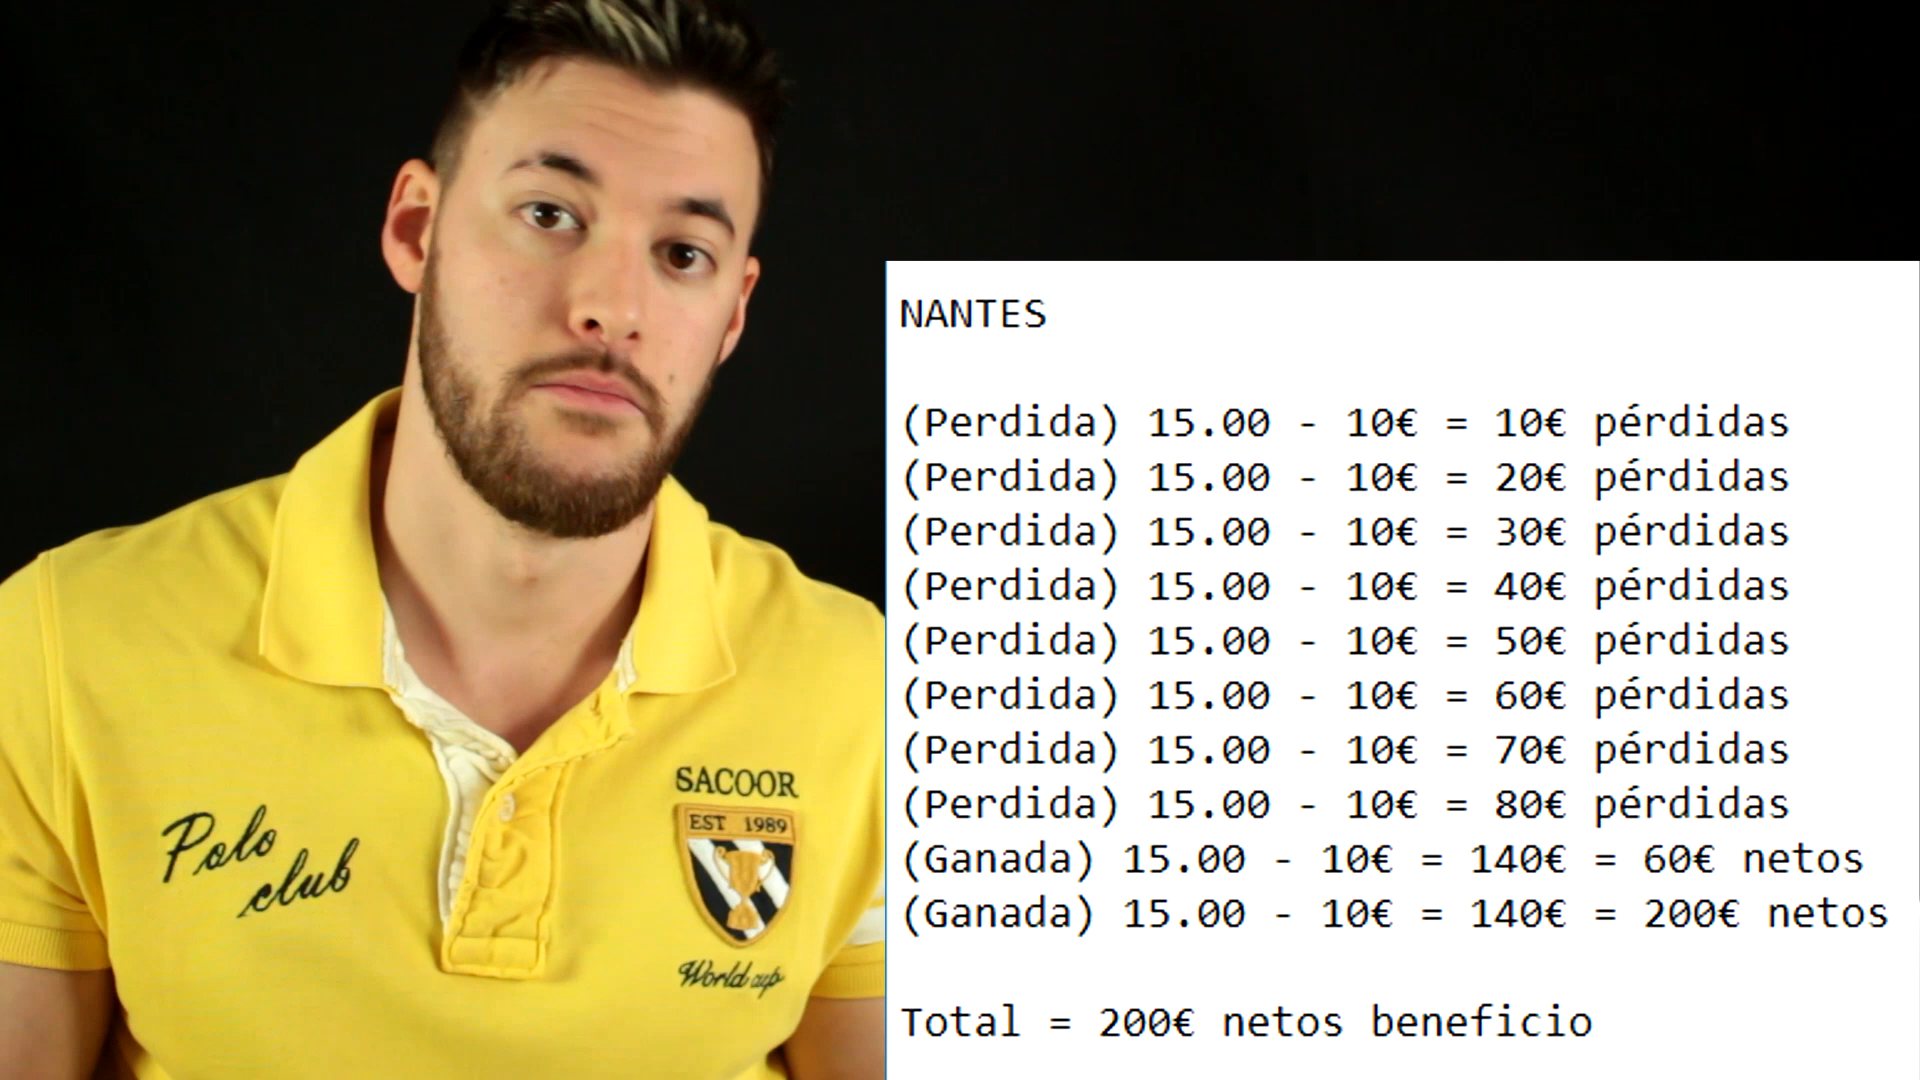 NANTES
(Perdida) 15.00 - 10€ = 10€ pérdidas
(Perdida) 15.00 - 10€ = 20€ pérdidas
(Perdida) 15.00 - 10€ = 30€ pérdidas
(Perdida) 15.00 - 10€ = 40€ pérdidas
(Perdida) 15.00 - 10€ = 50€ pérdidas
(Perdida) 15.00 - 10€ = 60€ pérdidas
(Perdida) 15.00 - 10€ = 70€ pérdidas
(Perdida) 15.00 - 10€ = 80€ pérdidas
(Ganada) 15.00 - 10€ = 140€ = 60€ netos
(Ganada) 15.00 - 10€ = 140€ = 200€ netos
Total = 200€ netos beneficio
Polo
club
SACOOR
EST 1989
World cup